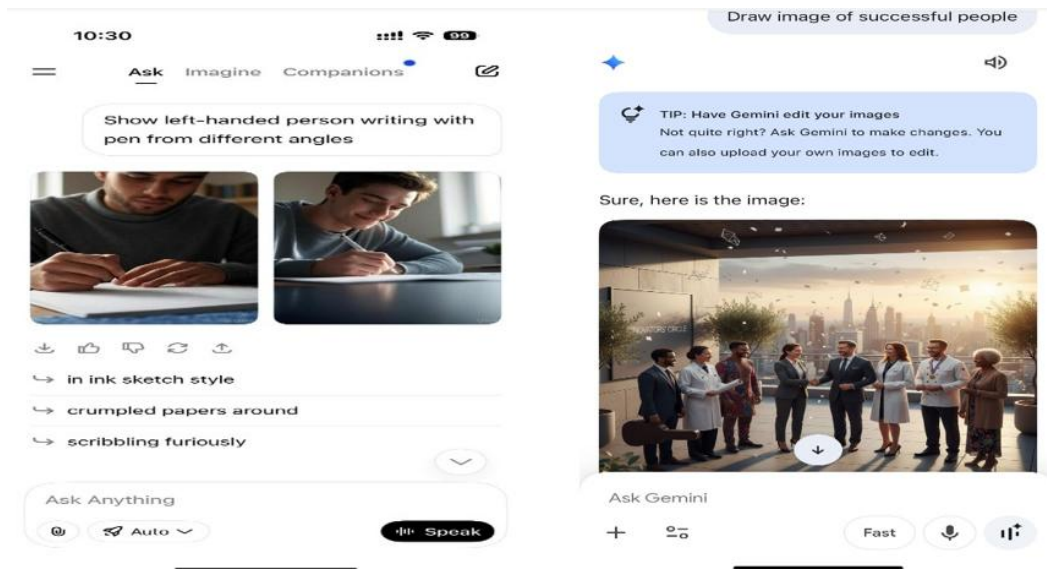 10:30
99
Ask Imagine Companions
Show left-handed person writing with
pen from different angles
in ink sketch style
crumpled papers around
scribbling furiously
Ask Anything
Auto
Speak
Draw image of successful people
TIP: Have Gemini edit your images
Not quite right? Ask Gemini to make changes. You
can also upload your own images to edit.
Sure, here is the image:
CIRCLE
Ask Gemini
Fast